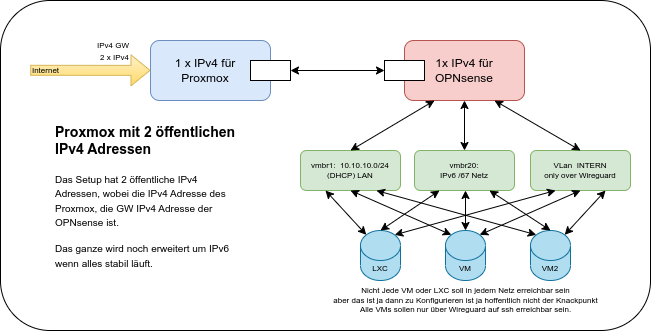 IPv4 GW
2 x IPv4
Internet
1 x IPv4 für
Proxmox
1x IPv4 für
OPNsense
Proxmox mit 2 öffentlichen
IPv4 Adressen
Das Setup hat 2 öffentliche IPv4
Adressen, wobei die IPv4 Adresse des
Proxmox, die GW IPv4 Adresse der
OPNsense ist.
Das ganze wird noch erweitert um IPv6
wenn alles stabil läuft.
vmbr1: 10.10.10.0/24
(DHCP) LAN
vmbr20:
IPv6 /67 Netz
VLan INTERN
only over Wireguard
LXC
VM
VM2
Nicht Jede VM oder LXC soll in jedem Netz erreichbar sein
aber das ist ja dann zu Konfigurieren ist ja hoffentlich nicht der Knackpunkt
Alle VMs sollen nur über Wireguard auf ssh erreichbar sein.